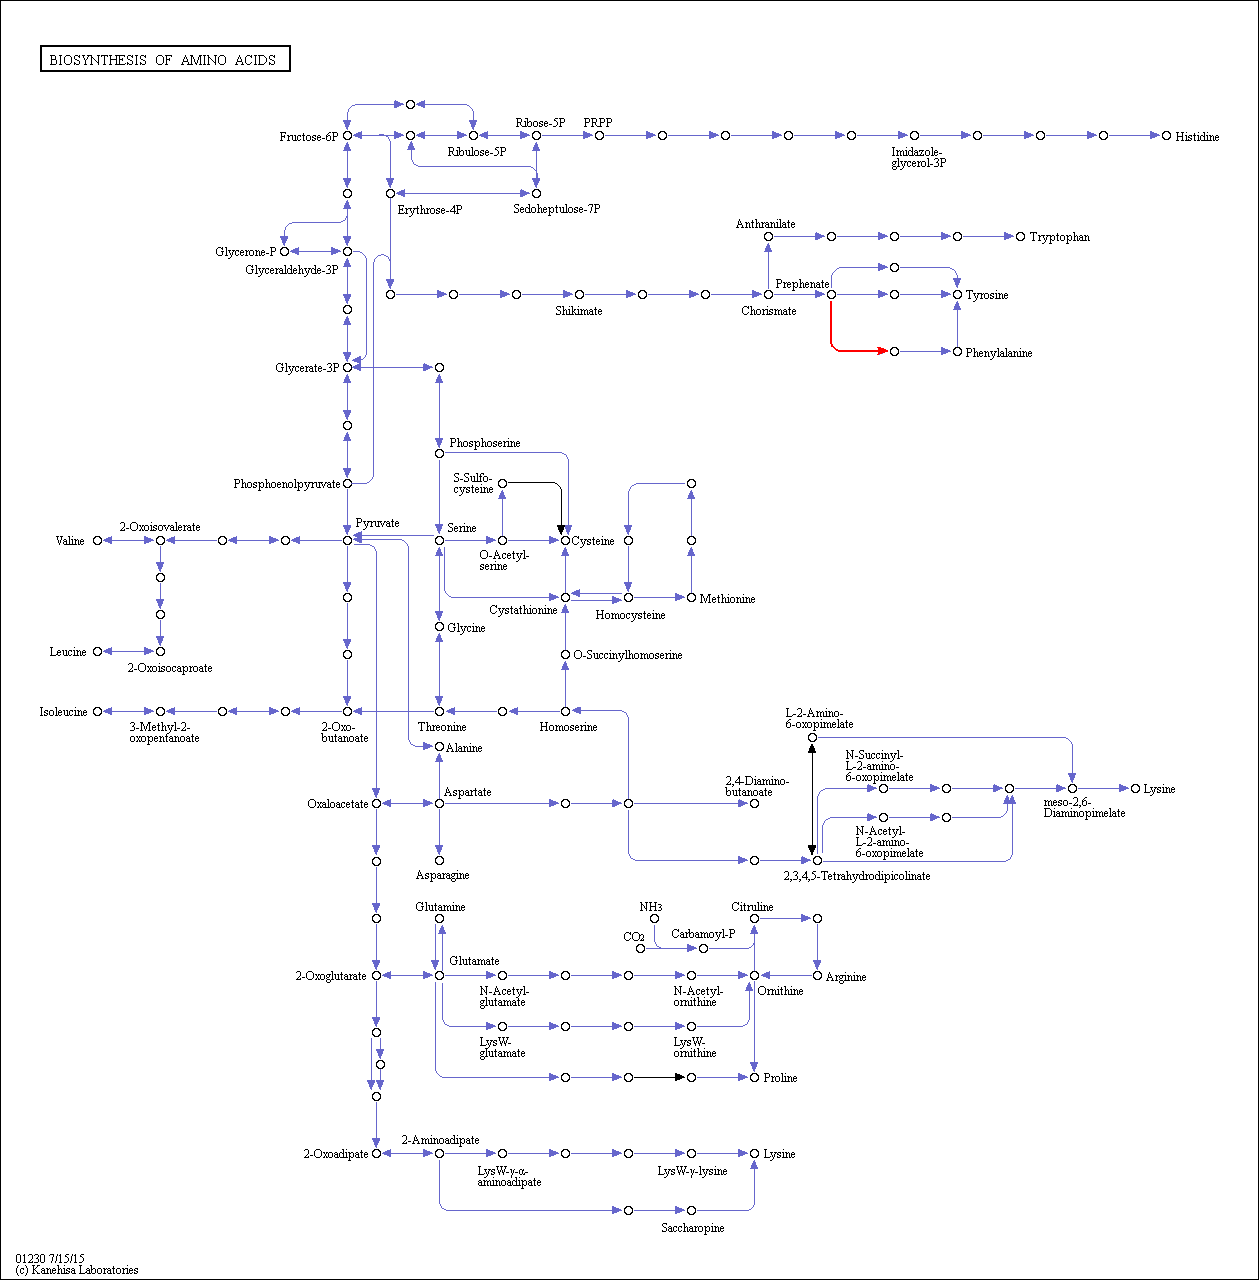 BIOSYNTHESIS OF AMINO ACIDS
Fructose-6P
Ribulose-5P
Ribose-5P
PRPP
Imidazole-
glycerol-3P
Histidine
Erythrose-4P
Sedoheptulose-7P
Glycerone-P
Glyceraldehyde-3P
Anthranilate
Tryptophan
Shikimate
Chorismate
Prephenate
Tyrosine
Phenylalanine
Glycerate-3P
Phosphoserine
Phosphoenolpyruvate
S-Sulfo-
cysteine
Valine
2-Oxoisovalerate
Pyruvate
Serine
O-Acetyl-
serine
Cysteine
Cystathionine
Homocysteine
Methionine
Glycine
Leucine
2-Oxoisocaproate
O-Succinylhomoserine
Isoleucine
3-Methyl-2-
oxopentanoate
2-Oxo-
butanoate
Threonine
Homoserine
Alanine
L-2-Amino-
6-oxopimelate
N-Succinyl-
L-2-amino-
6-oxopimelate
Oxaloacetate
Aspartate
2,4-Diamino-
butanoate
meso-2,6-
Diaminopimelate
Lysine
N-Acetyl-
L-2-amino-
6-oxopimelate
Asparagine
2,3,4,5-Tetrahydrodipicolinate
Glutamine
NH3
Citruline
CO2
Carbamoyl-P
2-Oxoglutarate
Glutamate
N-Acetyl-
glutamate
N-Acetyl-
ornithine
Ornithine
Arginine
LysW-
glutamate
LysW-
ornithine
Proline
2-Oxoadipate
2-Aminoadipate
LysW-γ-α-
aminoadipate
LysW-γ-lysine
Lysine
Saccharopine
01230 7/15/15
(c) Kanehisa Laboratories